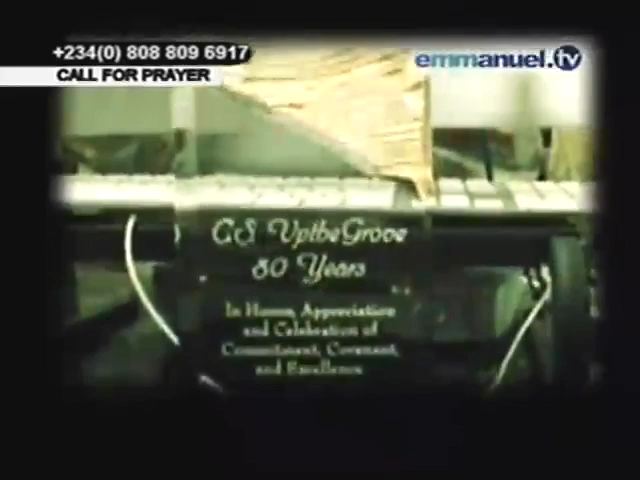 +234(0) 808 809 6917
CALL FOR PRAYER
emmanuel.tv
CS UptheGrove
80 Years
In Honor, Appreciation
and Celebration of
Commitment, Covenant,
and Excellence